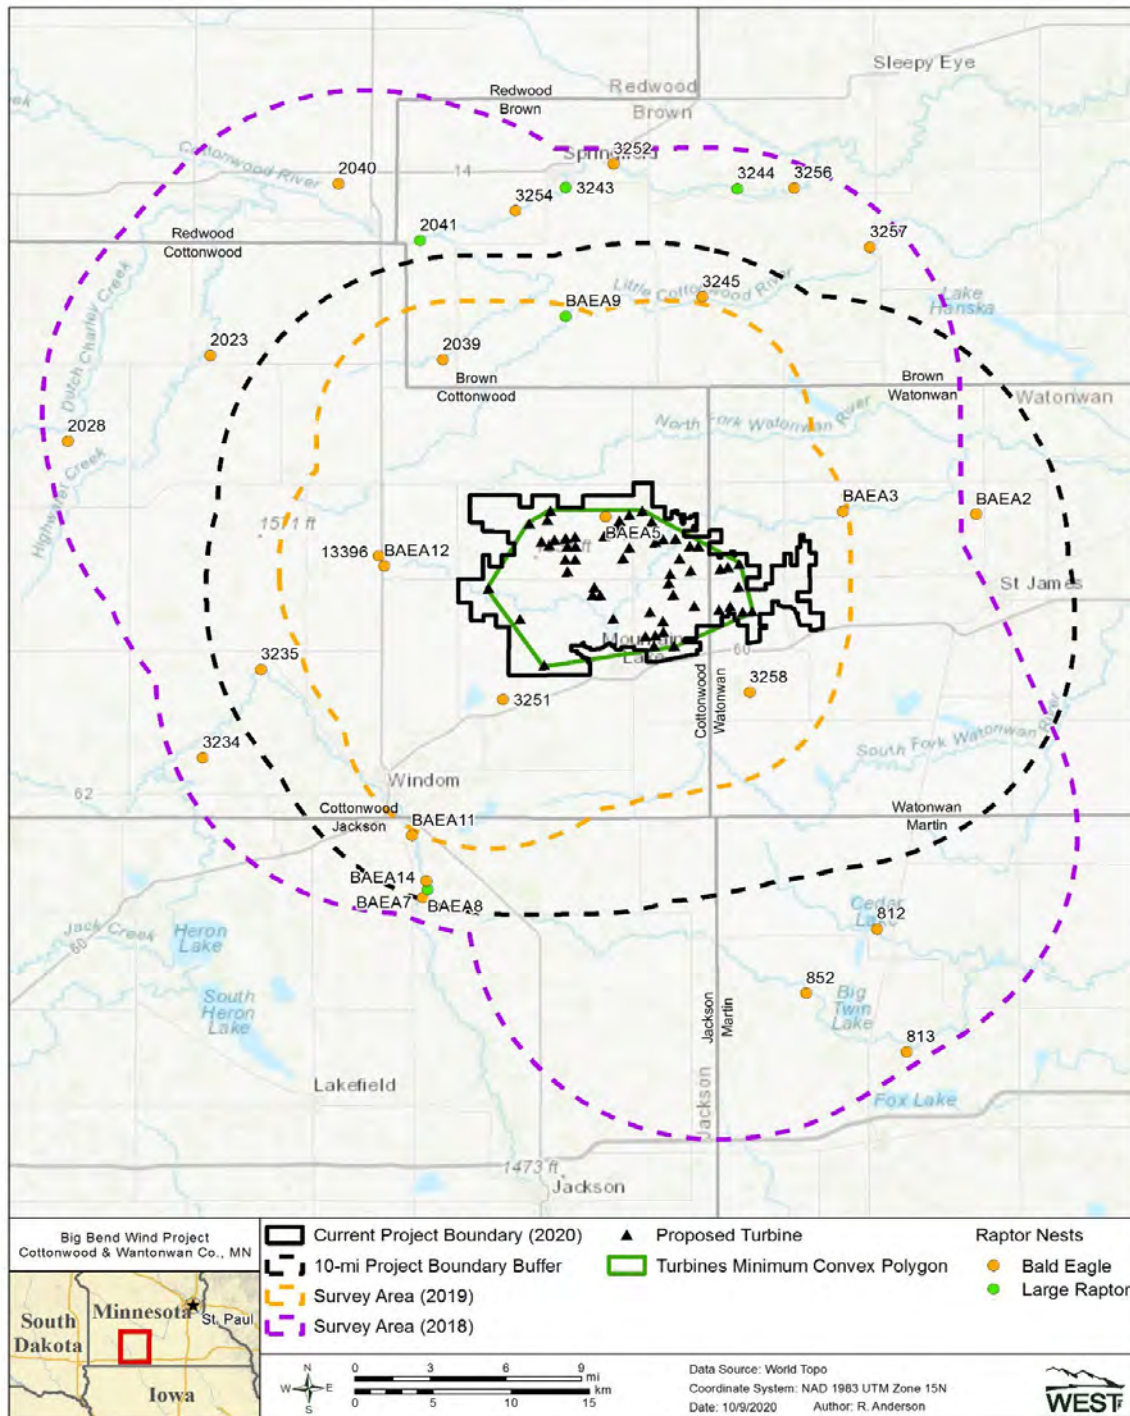 Sleepy Eye
Redwood
Redwood
Brown
Brown
Creek
3252
Cottonwood River
Springfield
2040
14
3244
3256
3243
3254
2041
3257
Redwood
Cottonwood
3245
Little Cottonwood River
BAEA9
Lake
Hanska
Dutch Charley Creek
2023
2039
Brown
Cottonwood
Brown
Watonwan
Watonwan
North Fork Watonwan River
2028
Highwater Creek
BAEA3
BAEA2
1571 ft
BAEA5
ft
13396
BAEA12
St James
Mountain
Lake
60
3235
Cottonwood
Watonwan
3258
3251
South Fork Watonwan River
3234
Windom
62
Cottonwood
Jackson
BAEA11
Watonwan
Martin
BAEA14
BAEA7
BAEA8
Cedar
Lake
812
Jack Creek
60
Heron
Lake
852
South
Heron
Lake
Big
Twin
Lake
Jackson
Martin
813
Lakefield
Jackson
Fox Lake
1473 ft
Jackson
Big Bend Wind Project
Cottonwood & Wantonwan Co., MN
South
Dakota
Minnesota
St. Paul
Iowa
Current Project Boundary (2020)
10-mi Project Boundary Buffer
Survey Area (2019)
Survey Area (2018)
Proposed Turbine
Turbines Minimum Convex Polygon
Raptor Nests
Bald Eagle
Large Raptor
N
W E
S
0 3 6 9
mi
km
0 5 10 15
Data Source: World Topo
Coordinate System: NAD 1983 UTM Zone 15N
Date: 10/9/2020 Author: R. Anderson
WEST